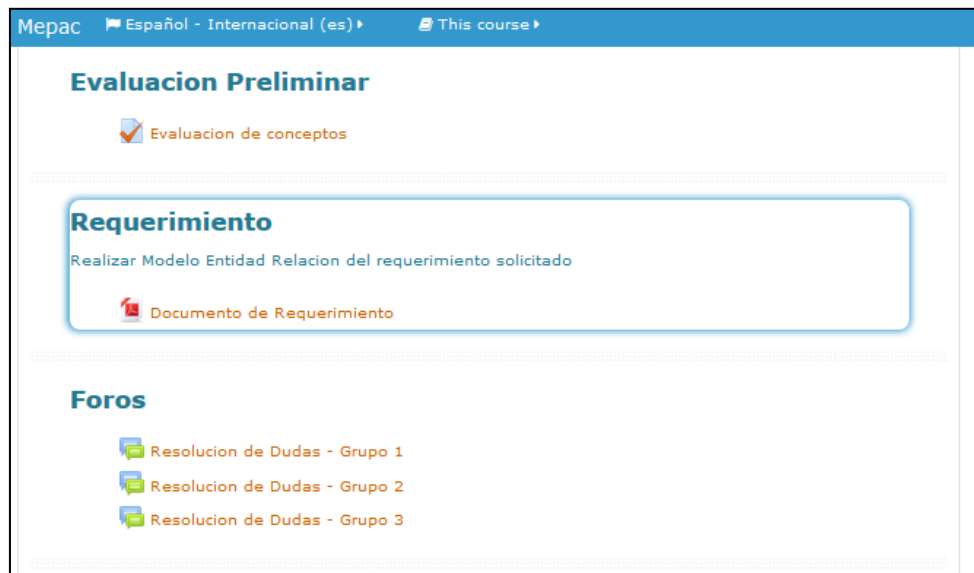 Mepac Español - Internacional (es) This course
Evaluacion Preliminar
Evaluacion de conceptos
Requerimiento
Realizar Modelo Entidad Relacion del requerimiento solicitado
Documento de Requerimiento
Foros
Resolucion de Dudas - Grupo 1
Resolucion de Dudas - Grupo 2
Resolucion de Dudas - Grupo 3